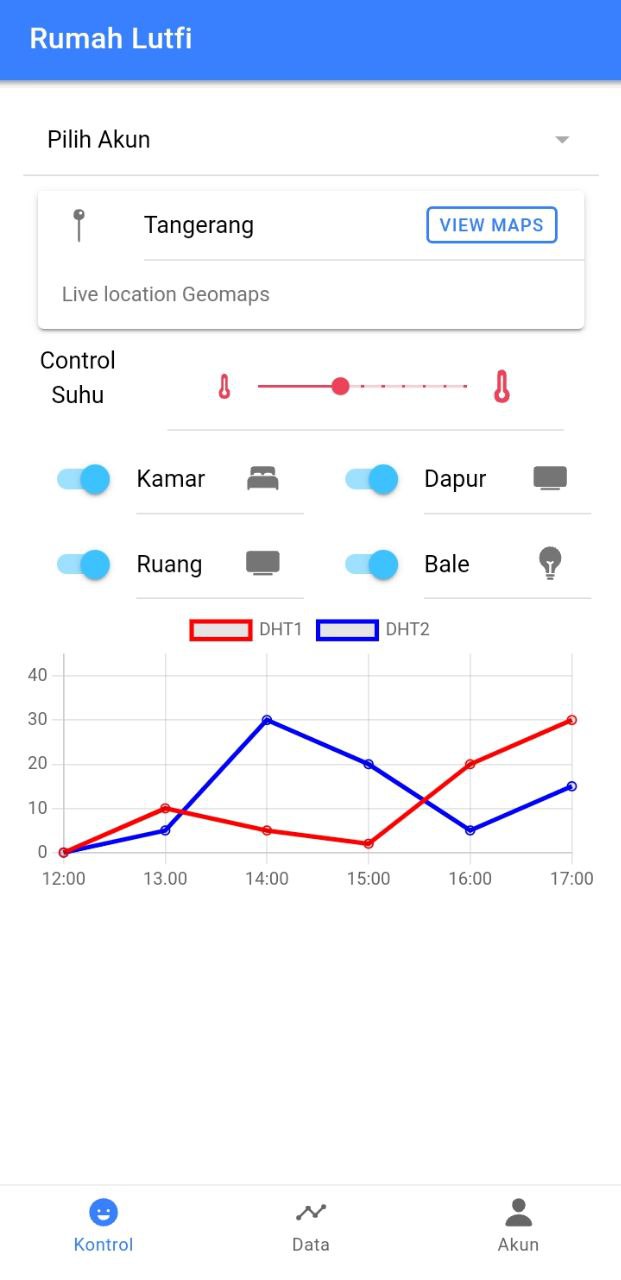 Rumah Lutfi
Pilih Akun
Tangerang
VIEW MAPS
Live location Geomaps
Control
Suhu
Kamar
Dapur
Ruang
Bale
DHT1 DHT2
40
30
20
10
0
12:00 13.00 14:00 15:00 16:00 17:00
Kontrol Data Akun